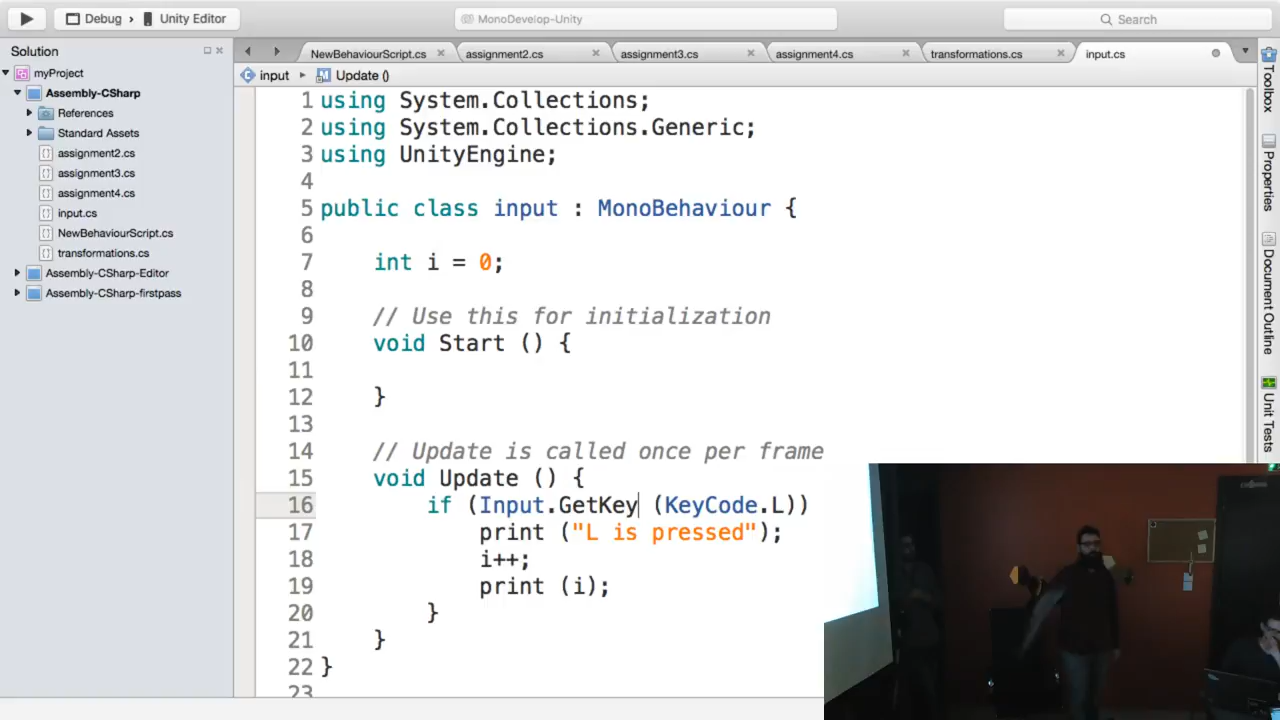 Debug › Unity Editor
MonoDevelop-Unity
Search
Solution
myProject
Assembly-CSharp
References
Standard Assets
assignment2.cs
assignment3.cs
assignment4.cs
input.cs
NewBehaviourScript.cs
transformations.cs
Assembly-CSharp-Editor
Assembly-CSharp-firstpass
NewBehaviourScript.cs
assignment2.cs
assignment3.cs
assignment4.cs
transformations.cs
input.cs
input
Update ()
1 using System.Collections;
2 using System.Collections.Generic;
3 using UnityEngine;
4
5 public class input : MonoBehaviour {
6
7 int i = 0;
8
9 // Use this for initialization
10 void Start () {
11
12 }
13
14 // Update is called once per frame
15 void Update () {
16 if (Input.GetKey (KeyCode.L))
17 print ("L is pressed");
18 i++;
19 print (i);
20 }
21 }
22 }
23
Toolbox
Properties
Document Outline
Unit Tests